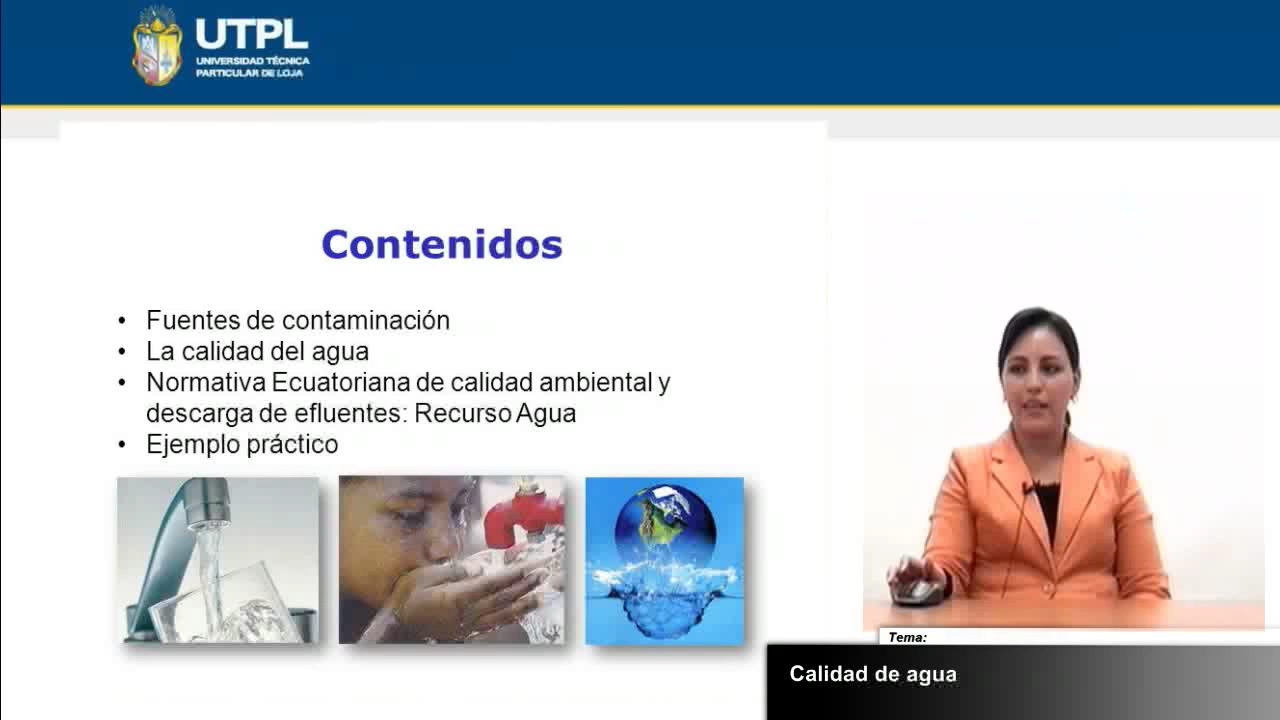 UTPL
UNIVERSIDAD TÉCNICA
PARTICULAR DE LOJA
Contenidos
• Fuentes de contaminación
• La calidad del agua
• Normativa Ecuatoriana de calidad ambiental y
descarga de efluentes: Recurso Agua
• Ejemplo práctico
Tema:
Calidad de agua